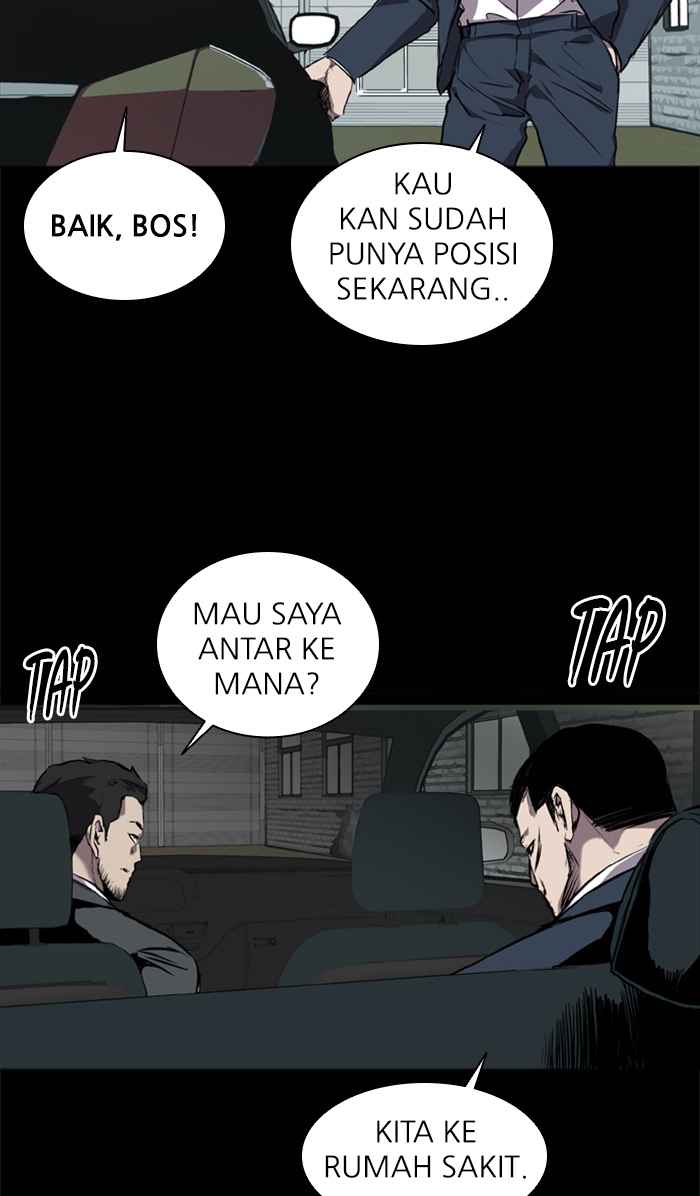 BAIK, BOS!
KAU
KAN SUDAH
PUNYA POSISI
SEKARANG..
MAU SAYA
ANTAR KE
MANA?
TAP
TAP
KITA KE
RUMAH SAKIT.